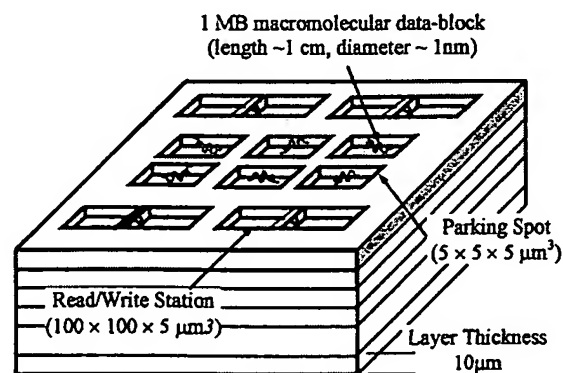 1 MB macromolecular data-block
(length ~1 cm, diameter ~ 1nm)
Parking Spot
(5 × 5 × 5 μm³)
Read/Write Station
(100 × 100 × 5 μm3)
Layer Thickness
10μm